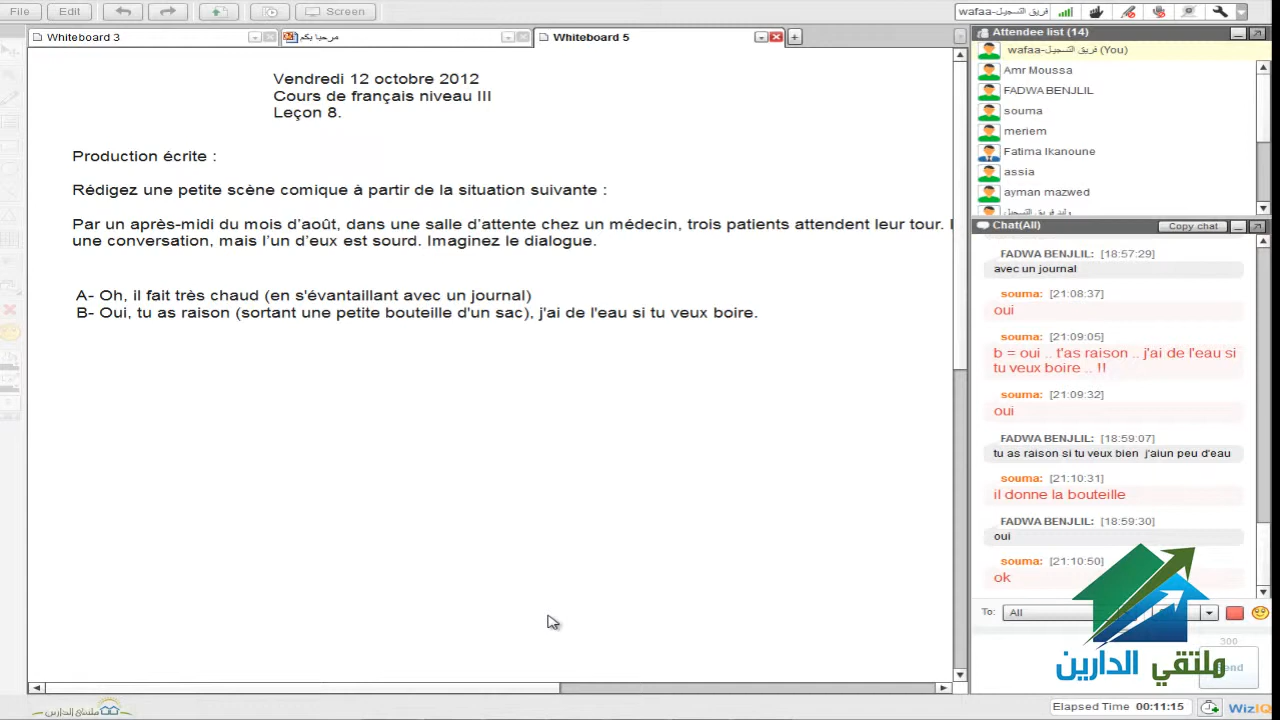 File
Edit
Screen
wafaa-فريق التسجيل
Whiteboard 3
مرحبا بكم
Whiteboard 5
Vendredi 12 octobre 2012
Cours de français niveau III
Leçon 8.
Production écrite :
Rédigez une petite scène comique à partir de la situation suivante :
Par un après-midi du mois d'août, dans une salle d'attente chez un médecin, trois patients attendent leur tour.
une conversation, mais l'un d'eux est sourd. Imaginez le dialogue.
A- Oh, il fait très chaud (en s'évantaillant avec un journal)
B- Oui, tu as raison (sortant une petite bouteille d'un sac), j'ai de l'eau si tu veux boire.
Attendee list (14)
wafaa-فريق التسجيل (You)
Amr Moussa
FADWA BENJLIL
souma
meriem
Fatima Ikanoune
assia
ayman mazwed
وليد فريق التسجيل
Chat(All)
Copy chat
FADWA BENJLIL: [18:57:29]
avec un journal
souma: [21:08:37]
oui
souma: [21:09:05]
b = oui .. t'as raison .. j'ai de l'eau si
tu veux boire .. !!
souma: [21:09:32]
oui
FADWA BENJLIL: [18:59:07]
tu as raison si tu veux bien j'aiun peu d'eau
souma: [21:10:31]
il donne la bouteille
FADWA BENJLIL: [18:59:30]
oui
souma: [21:10:50]
ok
To:
All
300
ملتقي الدارين
Elapsed Time 00:11:15
WizIQ
ملتقى الدارين